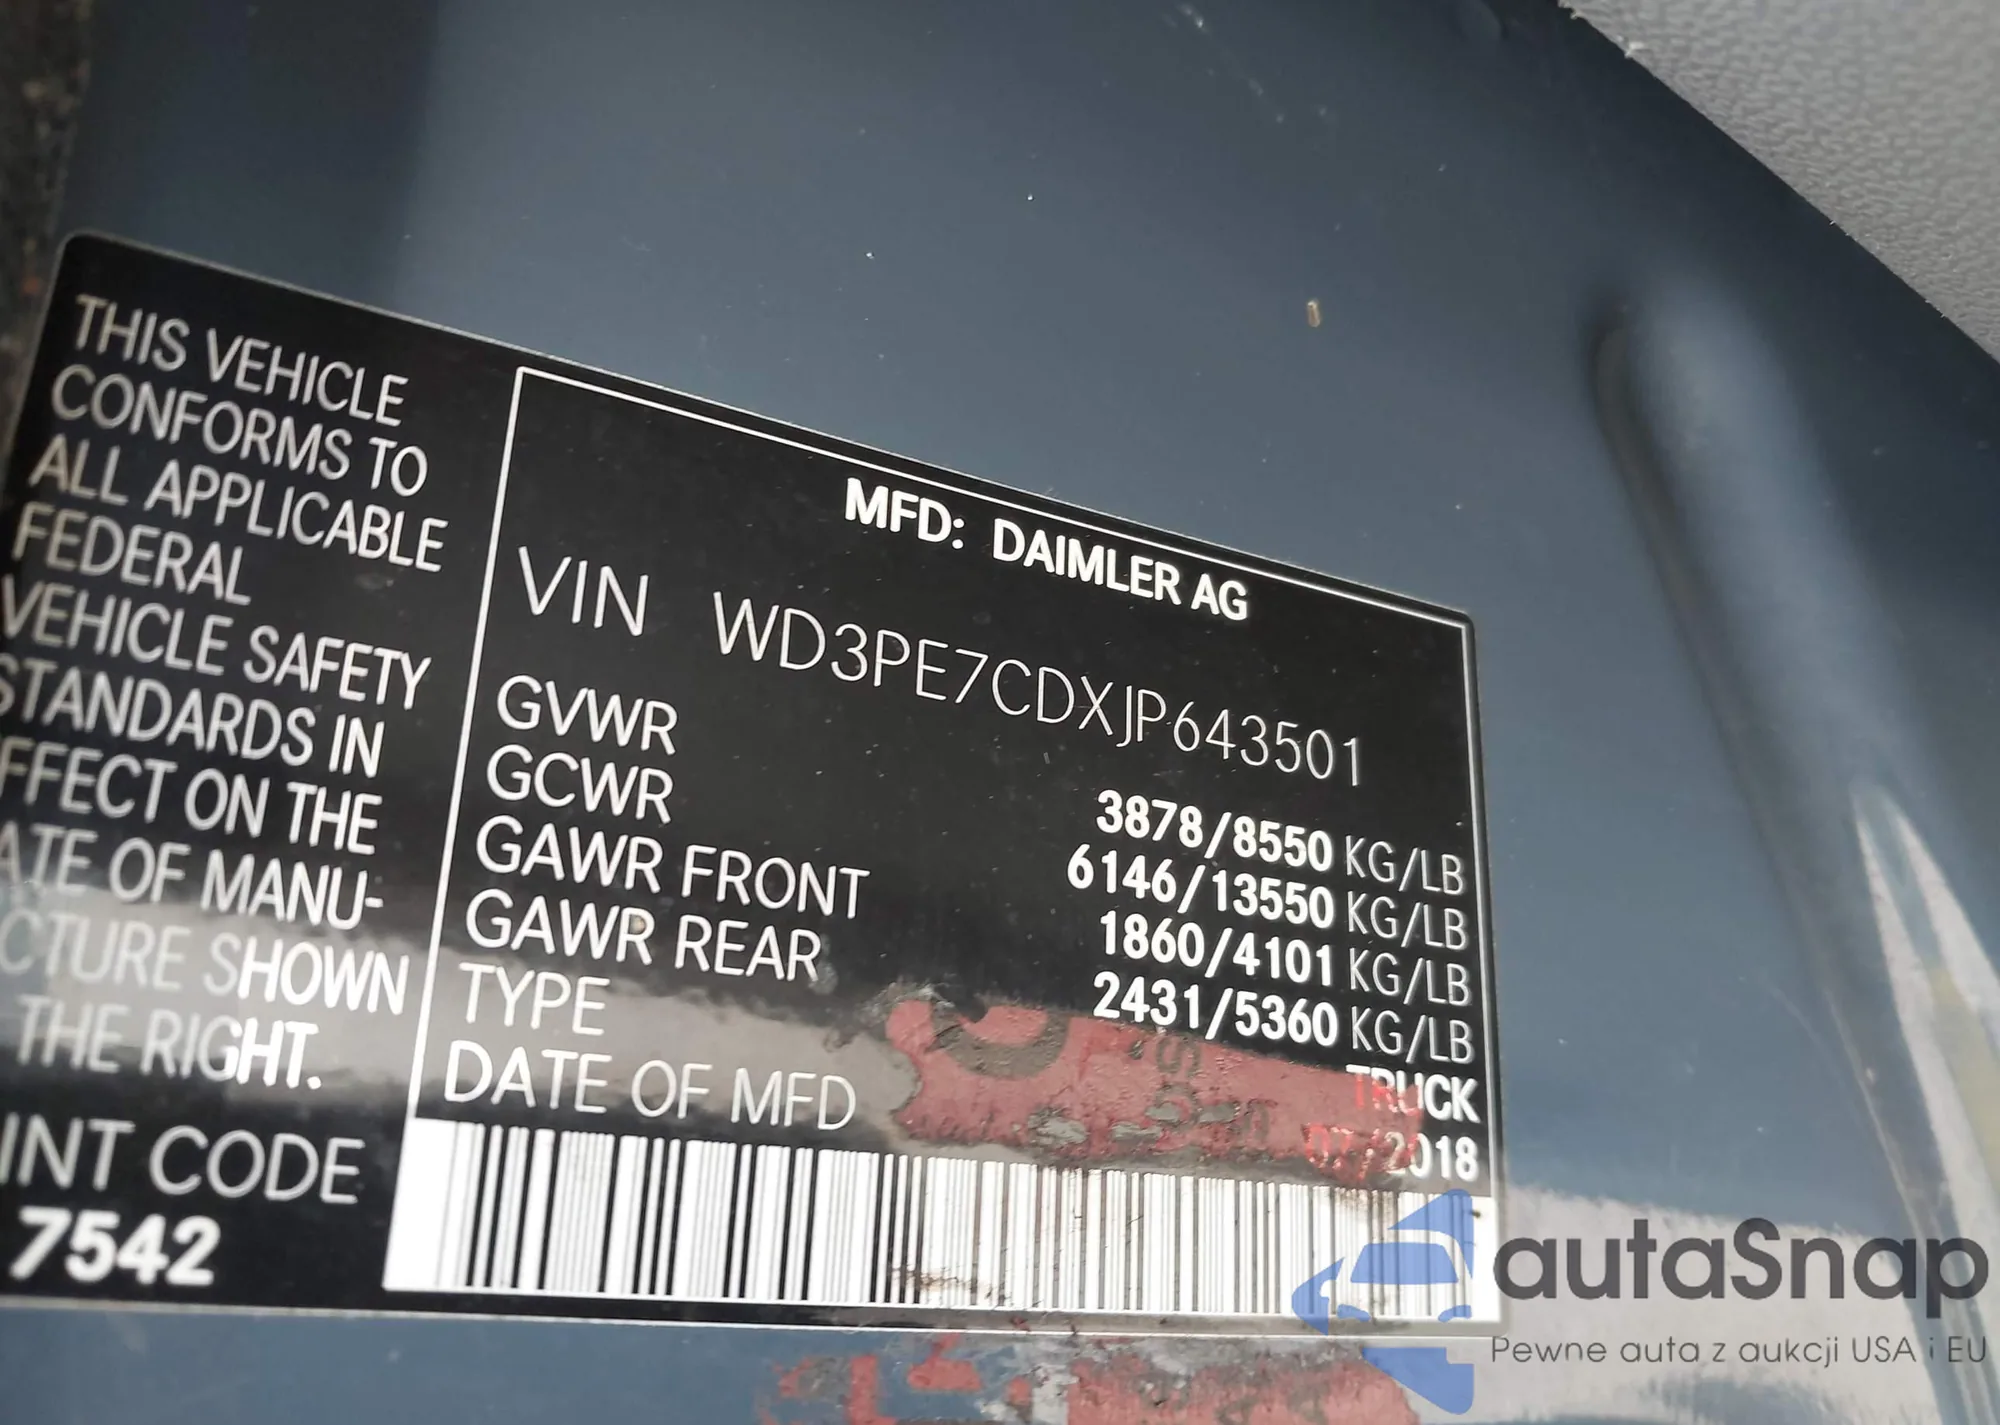 THIS VEHICLE
CONFORMS TO
ALL APPLICABLE
FEDERAL
VEHICLE SAFETY
STANDARDS IN
FFECT ON THE
ATE OF MANU-
CTURE SHOWN
THE RIGHT.
INT CODE
7542
MFD: DAIMLER AG
VIN WD3PE7CDXJP643501
GVWR 3878/8550 KG/LB
GCWR 6146/13550 KG/LB
GAWR FRONT 1860/4101 KG/LB
GAWR REAR 2431/5360 KG/LB
TYPE TRUCK
DATE OF MFD 07/2018
autaSnap
Pewne auta z aukcji USA i EU